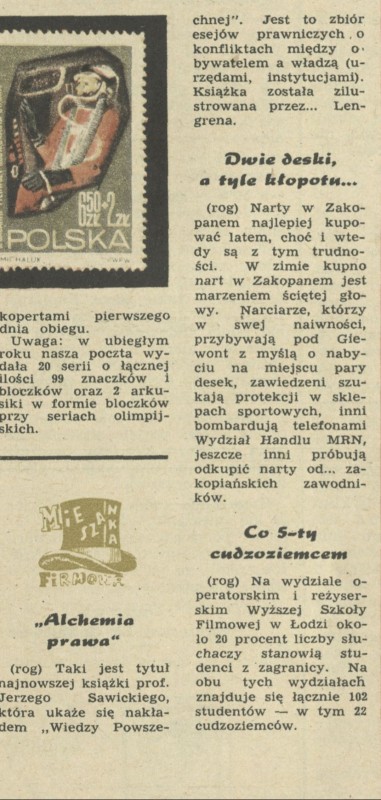 6.50 ZŁ + 2 ZŁ
POLSKA
kopertami pierwszego
dnia obiegu.
Uwaga: w ubiegłym
roku nasza poczta wy-
dała 20 serii o łącznej
ilości 99 znaczków i
bloczków oraz 2 arku-
siki w formie bloczków
przy seriach olimpij-
skich.
MIESZANKA
FIRMOWA
„Alchemia
prawa“
(rog) Taki jest tytuł
najnowszej książki prof.
Jerzego Sawickiego,
która ukaże się nakła-
dem „Wiedzy Powsze-
chnej”. Jest to zbiór
esejów prawniczych o
konfliktach między o-
bywatelem a władzą (u-
rzędami, instytucjami).
Książka została zilu-
strowana przez... Len-
grena.
Dwie deski,
a tyle kłopotu...
(rog) Narty w Zako-
panem najlepiej kupo-
wać latem, choć i wte-
dy są z tym trudno-
ści. W zimie kupno
nart w Zakopanem jest
marzeniem ściętej gło-
wy. Narciarze, którzy
w swej naiwności,
przybywają pod Gie-
wont z myślą o naby-
ciu na miejscu pary
desek, zawiedzeni szu-
kają protekcji w skle-
pach sportowych, inni
bombardują telefonami
Wydział Handlu MRN,
jeszcze inni próbują
odkupić narty od... za-
kopiańskich zawodni-
ków.
Co 5-ty
cudzoziemcem
(rog) Na wydziale o-
peratorskim i reżyser-
skim Wyższej Szkoły
Filmowej w Łodzi oko-
ło 20 procent liczby słu-
chaczy stanowią stu-
denci z zagranicy. Na
obu tych wydziałach
znajduje się łącznie 102
studentów — w tym 22
cudzoziemców.